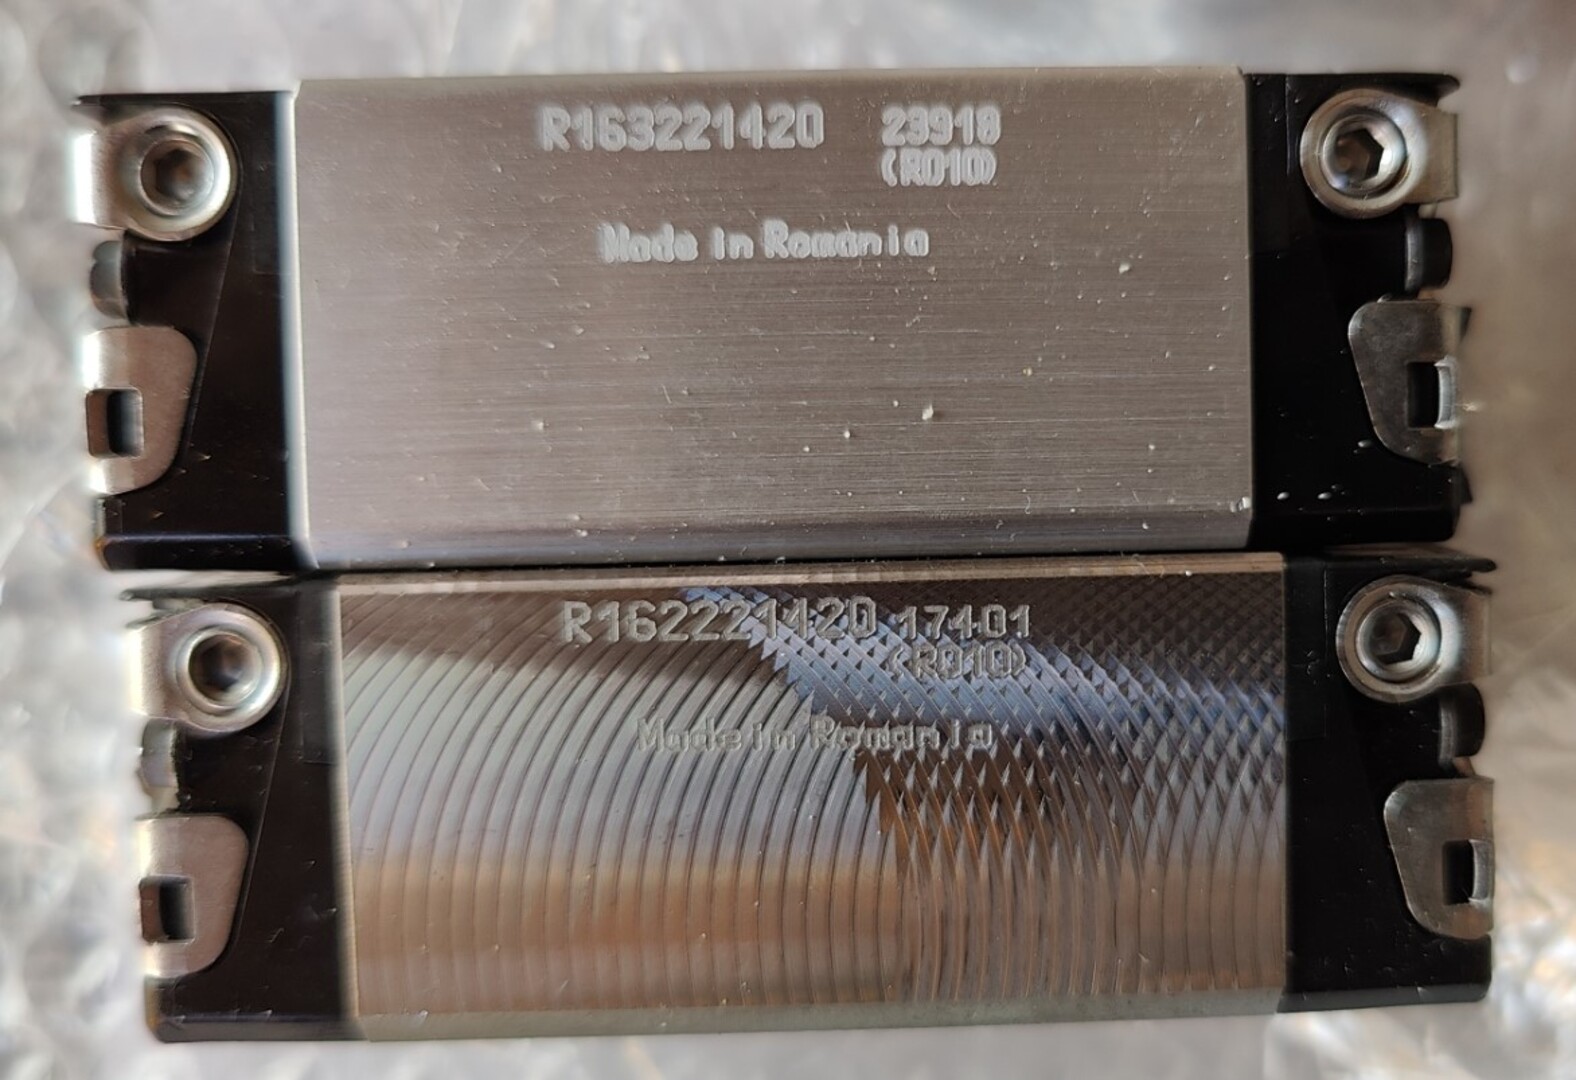 R163221420 23918
(R010)
Made in Romania
R162221420 17401
(R010)
Made in Romania